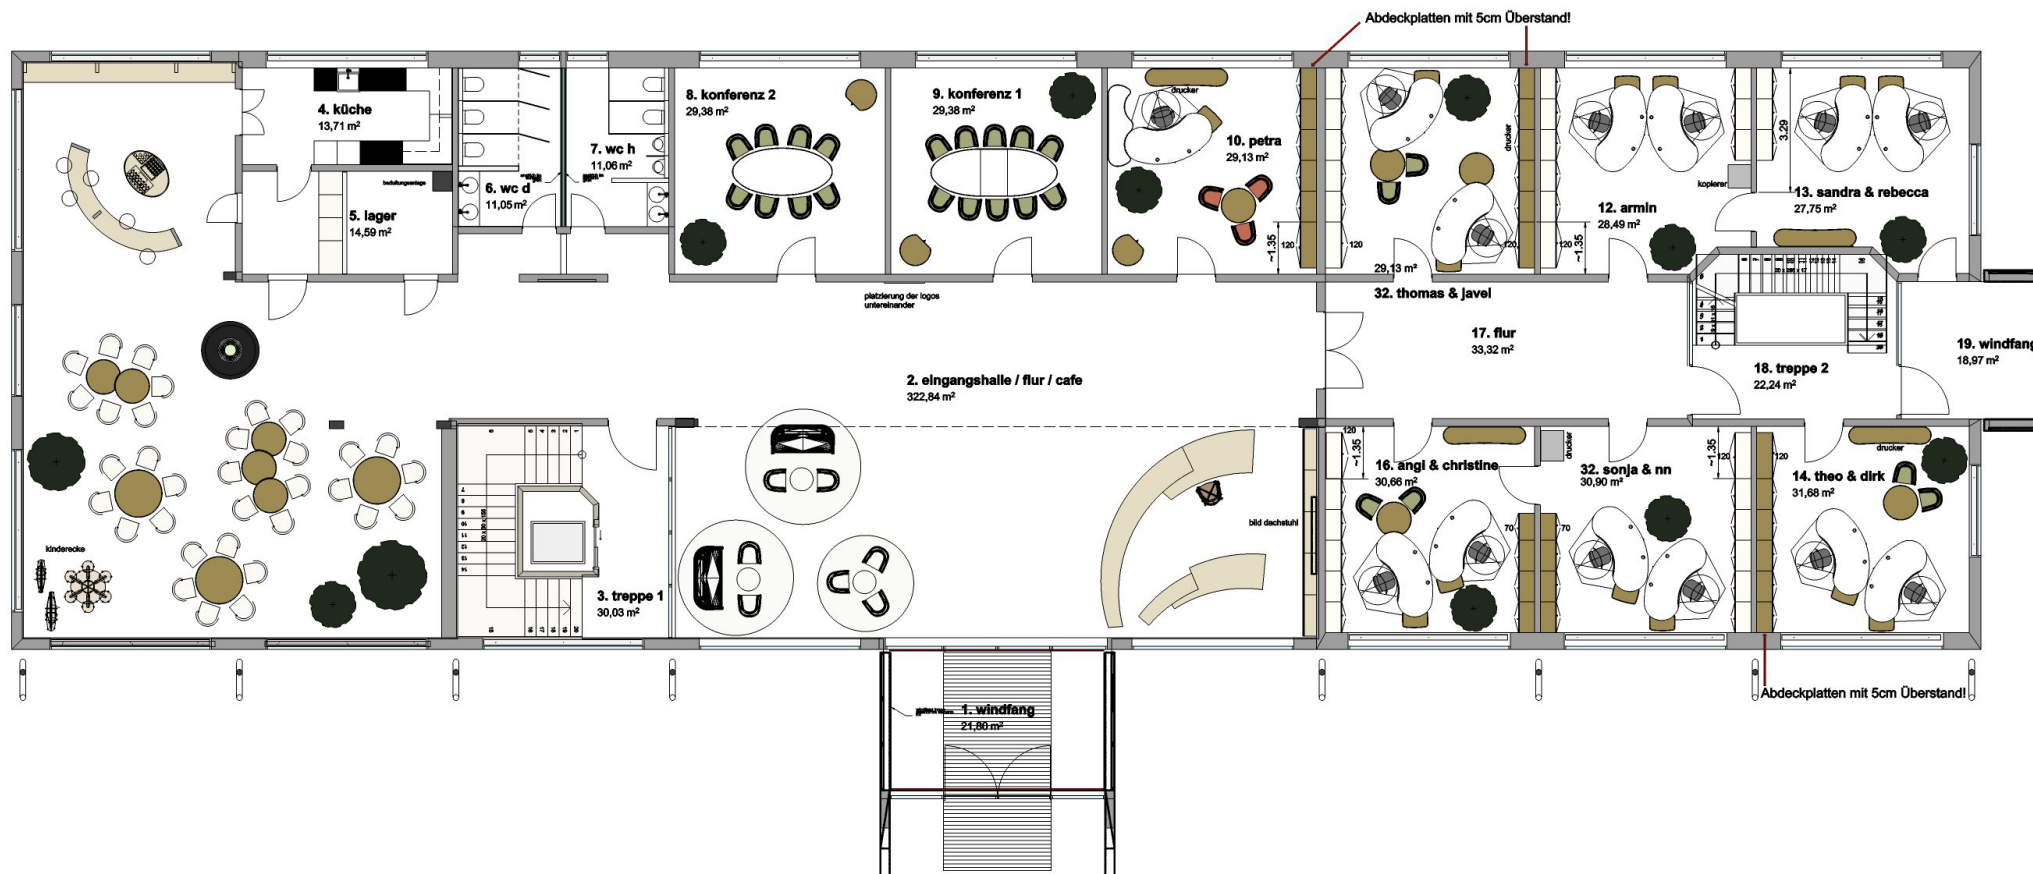 Abdeckplatten mit 5cm Überstand!
4. küche
13,71 m²
8. konferenz 2
29,38 m²
9. konferenz 1
29,38 m²
drucker
10. petra
29,13 m²
drucker
kopierer
3.29
7. wc h
11,06 m²
6. wc d
11,05 m²
beduftungsanlage
5. lager
14,59 m²
12. armin
28,49 m²
13. sandra & rebecca
27,75 m²
~1.35
120
120
120
120
~1.35
29,13 m²
32. thomas & javel
platzierung der logos
untereinander
17. flur
33,32 m²
19. windfang
18,97 m²
18. treppe 2
22,24 m²
2. eingangshalle / flur / cafe
322,84 m²
120
~1.35
16. angi & christine
30,66 m²
drucker
32. sonja & nn
30,90 m²
~1.35
120
120
drucker
14. theo & dirk
31,68 m²
70
70
bild dachstuhl
kinderecke
3. treppe 1
30,03 m²
Abdeckplatten mit 5cm Überstand!
1. windfang
21,80 m²